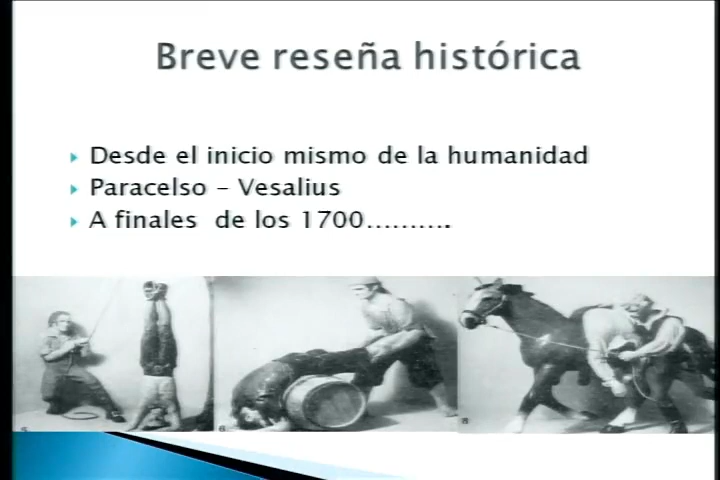 Breve reseña histórica
Desde el inicio mismo de la humanidad
Paracelso – Vesalius
A finales  de los 1700……….